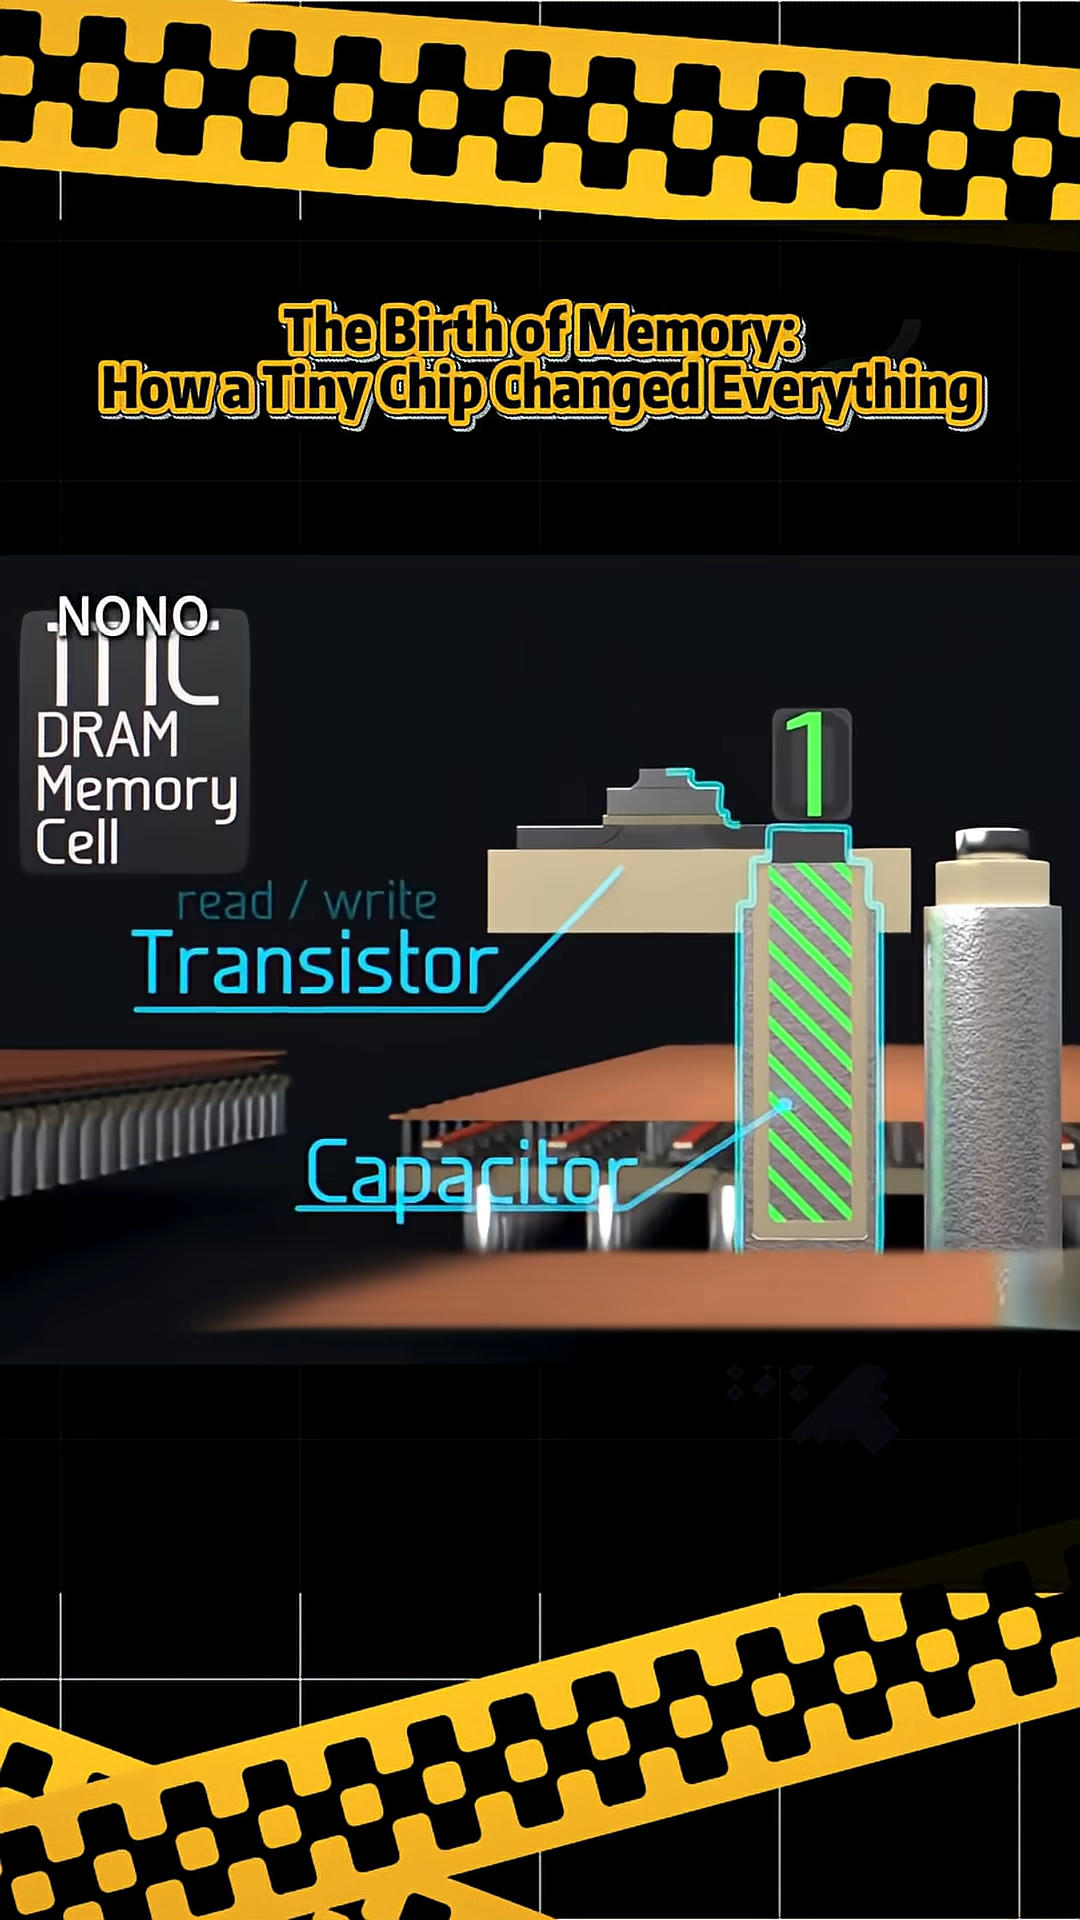 The Birth of Memory:
How a Tiny Chip Changed Everything
NONO
1T1C
DRAM
Memory
Cell
1
read / write
Transistor
Capacitor